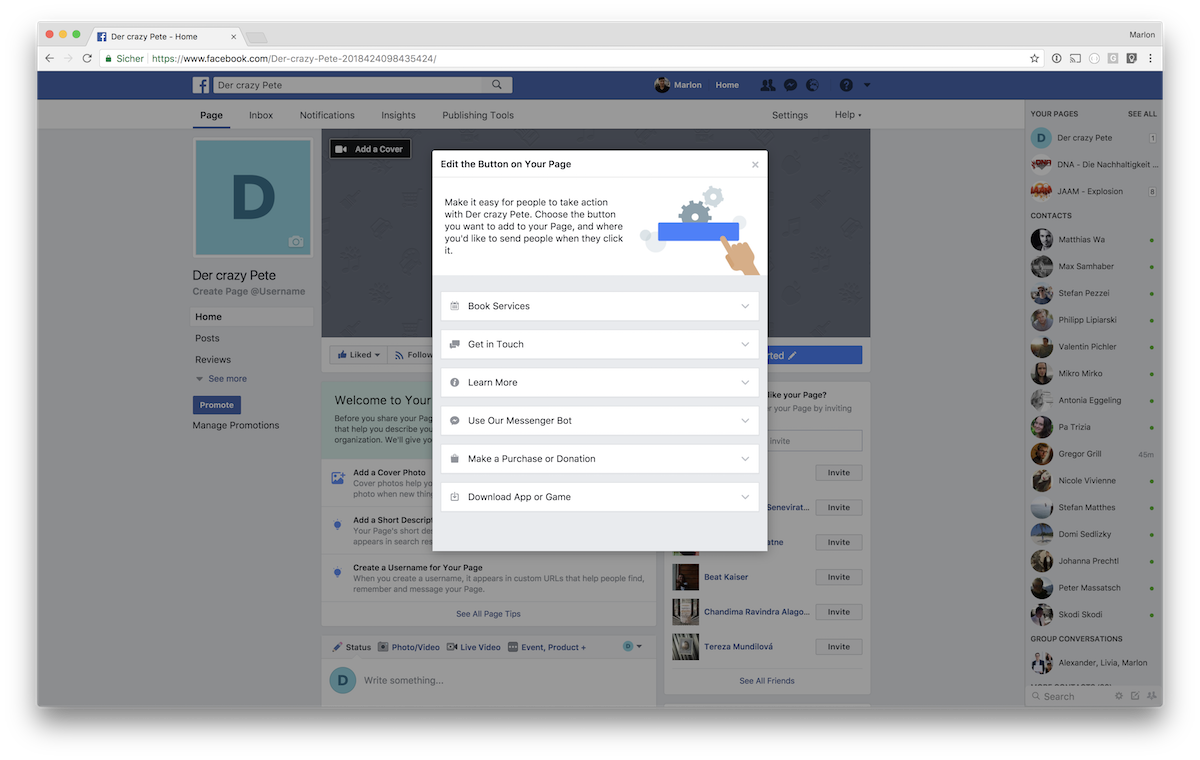 Der crazy Pete - Home
Marlon
Sicher
https://www.facebook.com/Der-crazy-Pete-2018424098435424/
Der crazy Pete
Marlon
Home
Page
Inbox
Notifications
Insights
Publishing Tools
Settings
Help
D
Der crazy Pete
Create Page @Username
Home
Posts
Reviews
See more
Promote
Manage Promotions
Add a Cover
Liked
Follow
rted
Edit the Button on Your Page
Make it easy for people to take action
with Der crazy Pete. Choose the button
you want to add to your Page, and where
you'd like to send people when they click
it.
Book Services
Get in Touch
Learn More
Use Our Messenger Bot
Make a Purchase or Donation
Download App or Game
Welcome to Your
Before you share your Pag
that help you describe you
organization. We'll give yo
Add a Cover Photo
Cover photos help yo
photo when new thing
Add a Short Descript
Your Page's short des
appears in search res
Create a Username for Your Page
When you create a username, it appears in custom URLs that help people find,
remember and message your Page.
See All Page Tips
Status
Photo/Video
Live Video
Event, Product +
D
Write something...
like your Page?
r your Page by inviting
invite
Invite
Senevirat...
Invite
atne
Invite
Beat Kaiser
Invite
Chandima Ravindra Alago...
Invite
Tereza Mundilová
Invite
See All Friends
YOUR PAGES
SEE ALL
D
Der crazy Pete
1
DNA - Die Nachhaltigkeit ...
JAAM - Explosion
8
CONTACTS
Matthias Wa
Max Samhaber
Stefan Pezzei
Philipp Lipiarski
Valentin Pichler
Mikro Mirko
Antonia Eggeling
Pa Trizia
Gregor Grill
45m
Nicole Vivienne
Stefan Matthes
Domi Sedlizky
Johanna Prechtl
Peter Massatsch
Skodi Skodi
GROUP CONVERSATIONS
Alexander, Livia, Marlon
Search